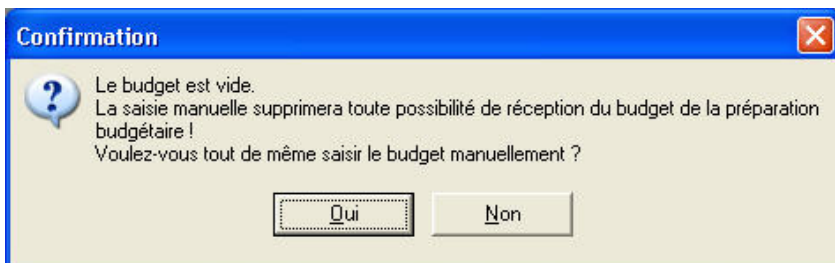 Confirmation
Le budget est vide.
La saisie manuelle supprimera toute possibilité de réception du budget de la préparation
budgétaire !
Voulez-vous tout de même saisir le budget manuellement ?
Oui
Non